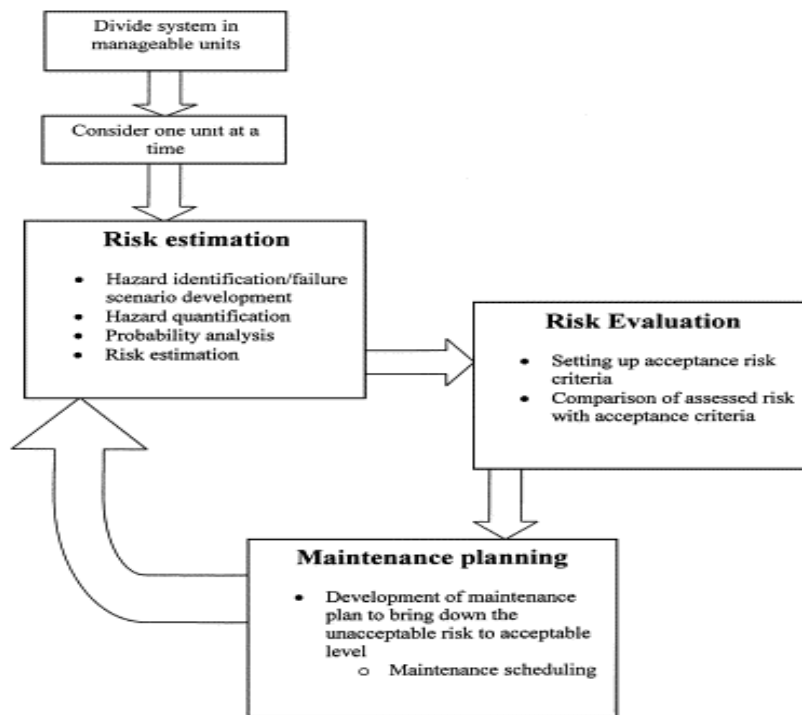 Divide system in
manageable units
Consider one unit at a
time
Risk estimation
• Hazard identification/failure
scenario development
• Hazard quantification
• Probability analysis
• Risk estimation
Risk Evaluation
• Setting up acceptance risk
criteria
• Comparison of assessed risk
with acceptance criteria
Maintenance planning
• Development of maintenance
plan to bring down the
unacceptable risk to acceptable
level
o Maintenance scheduling